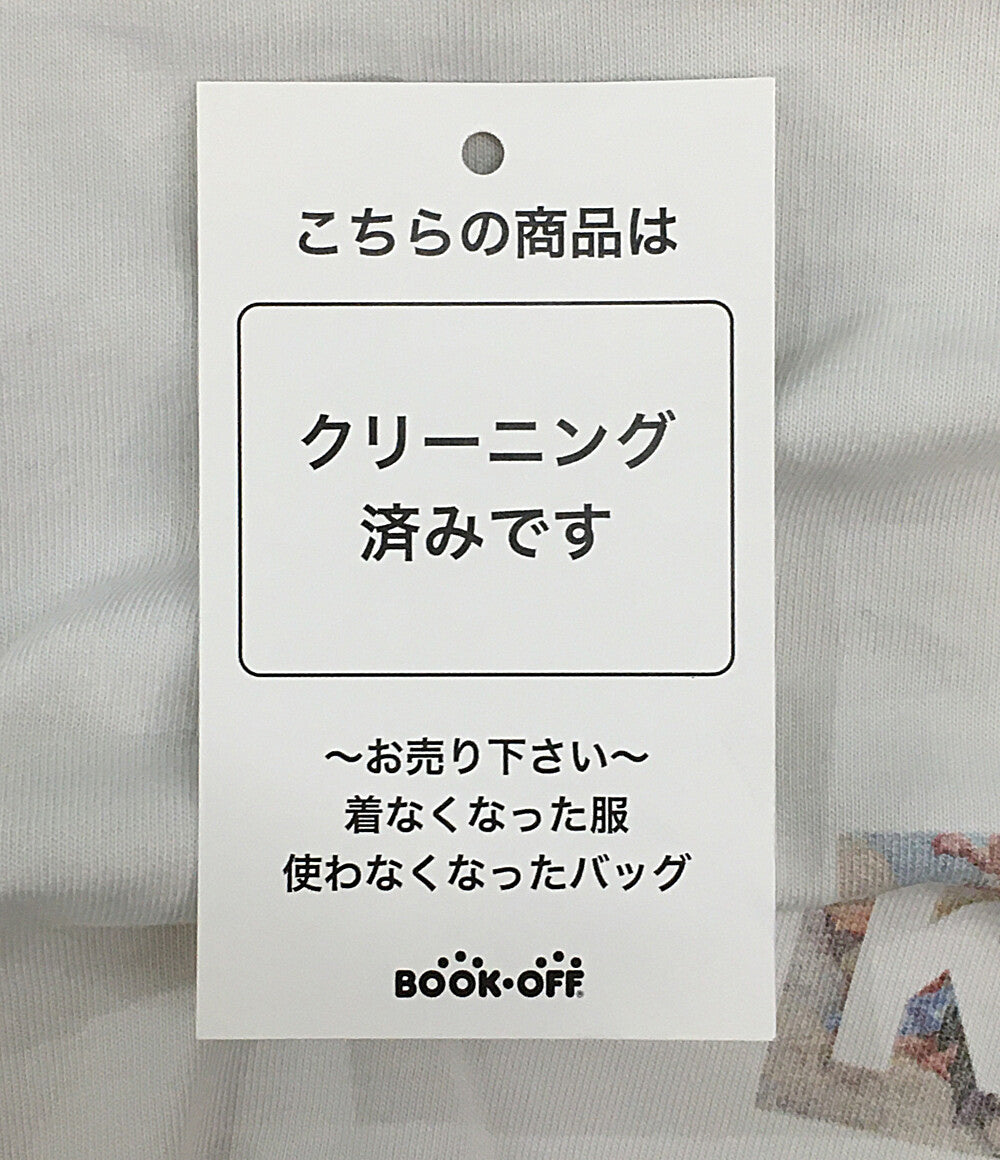 こちらの商品は
クリーニング
済みです
〜お売り下さい〜
着なくなった服
使わなくなったバッグ
BOOK・OFF